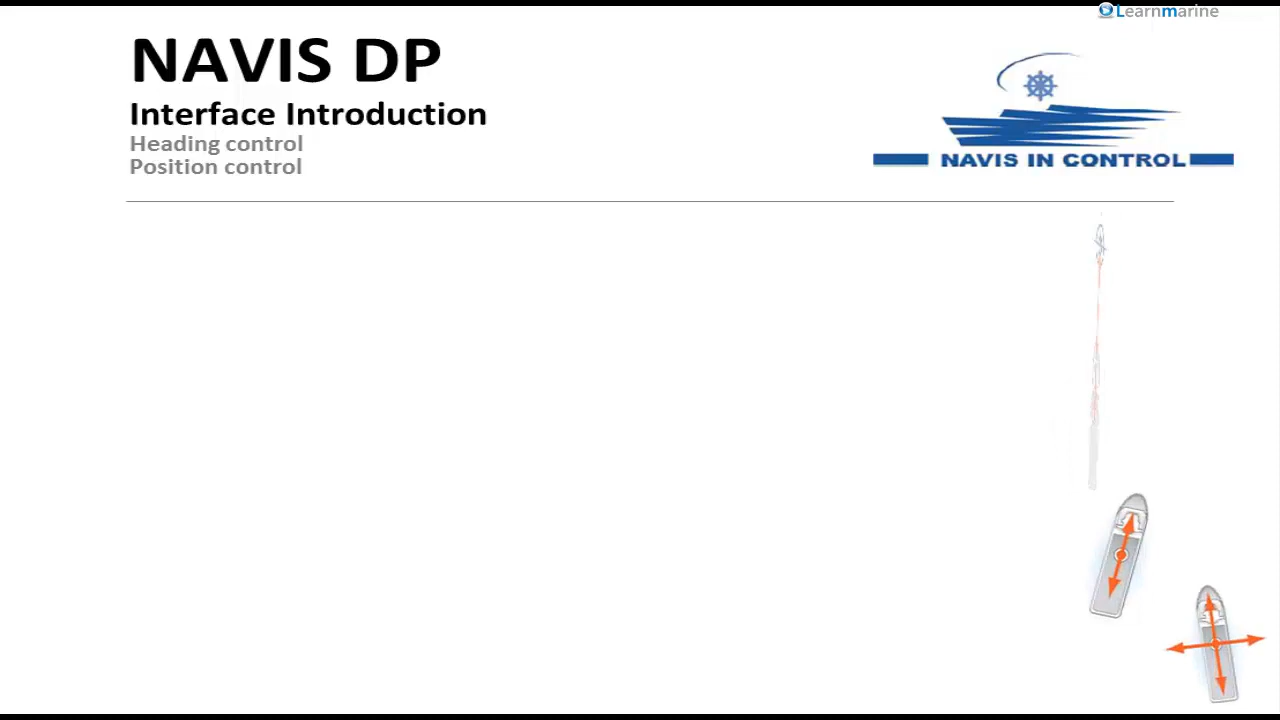 Learnmarine
NAVIS DP
Interface Introduction
Heading control
Position control
NAVIS IN CONTROL